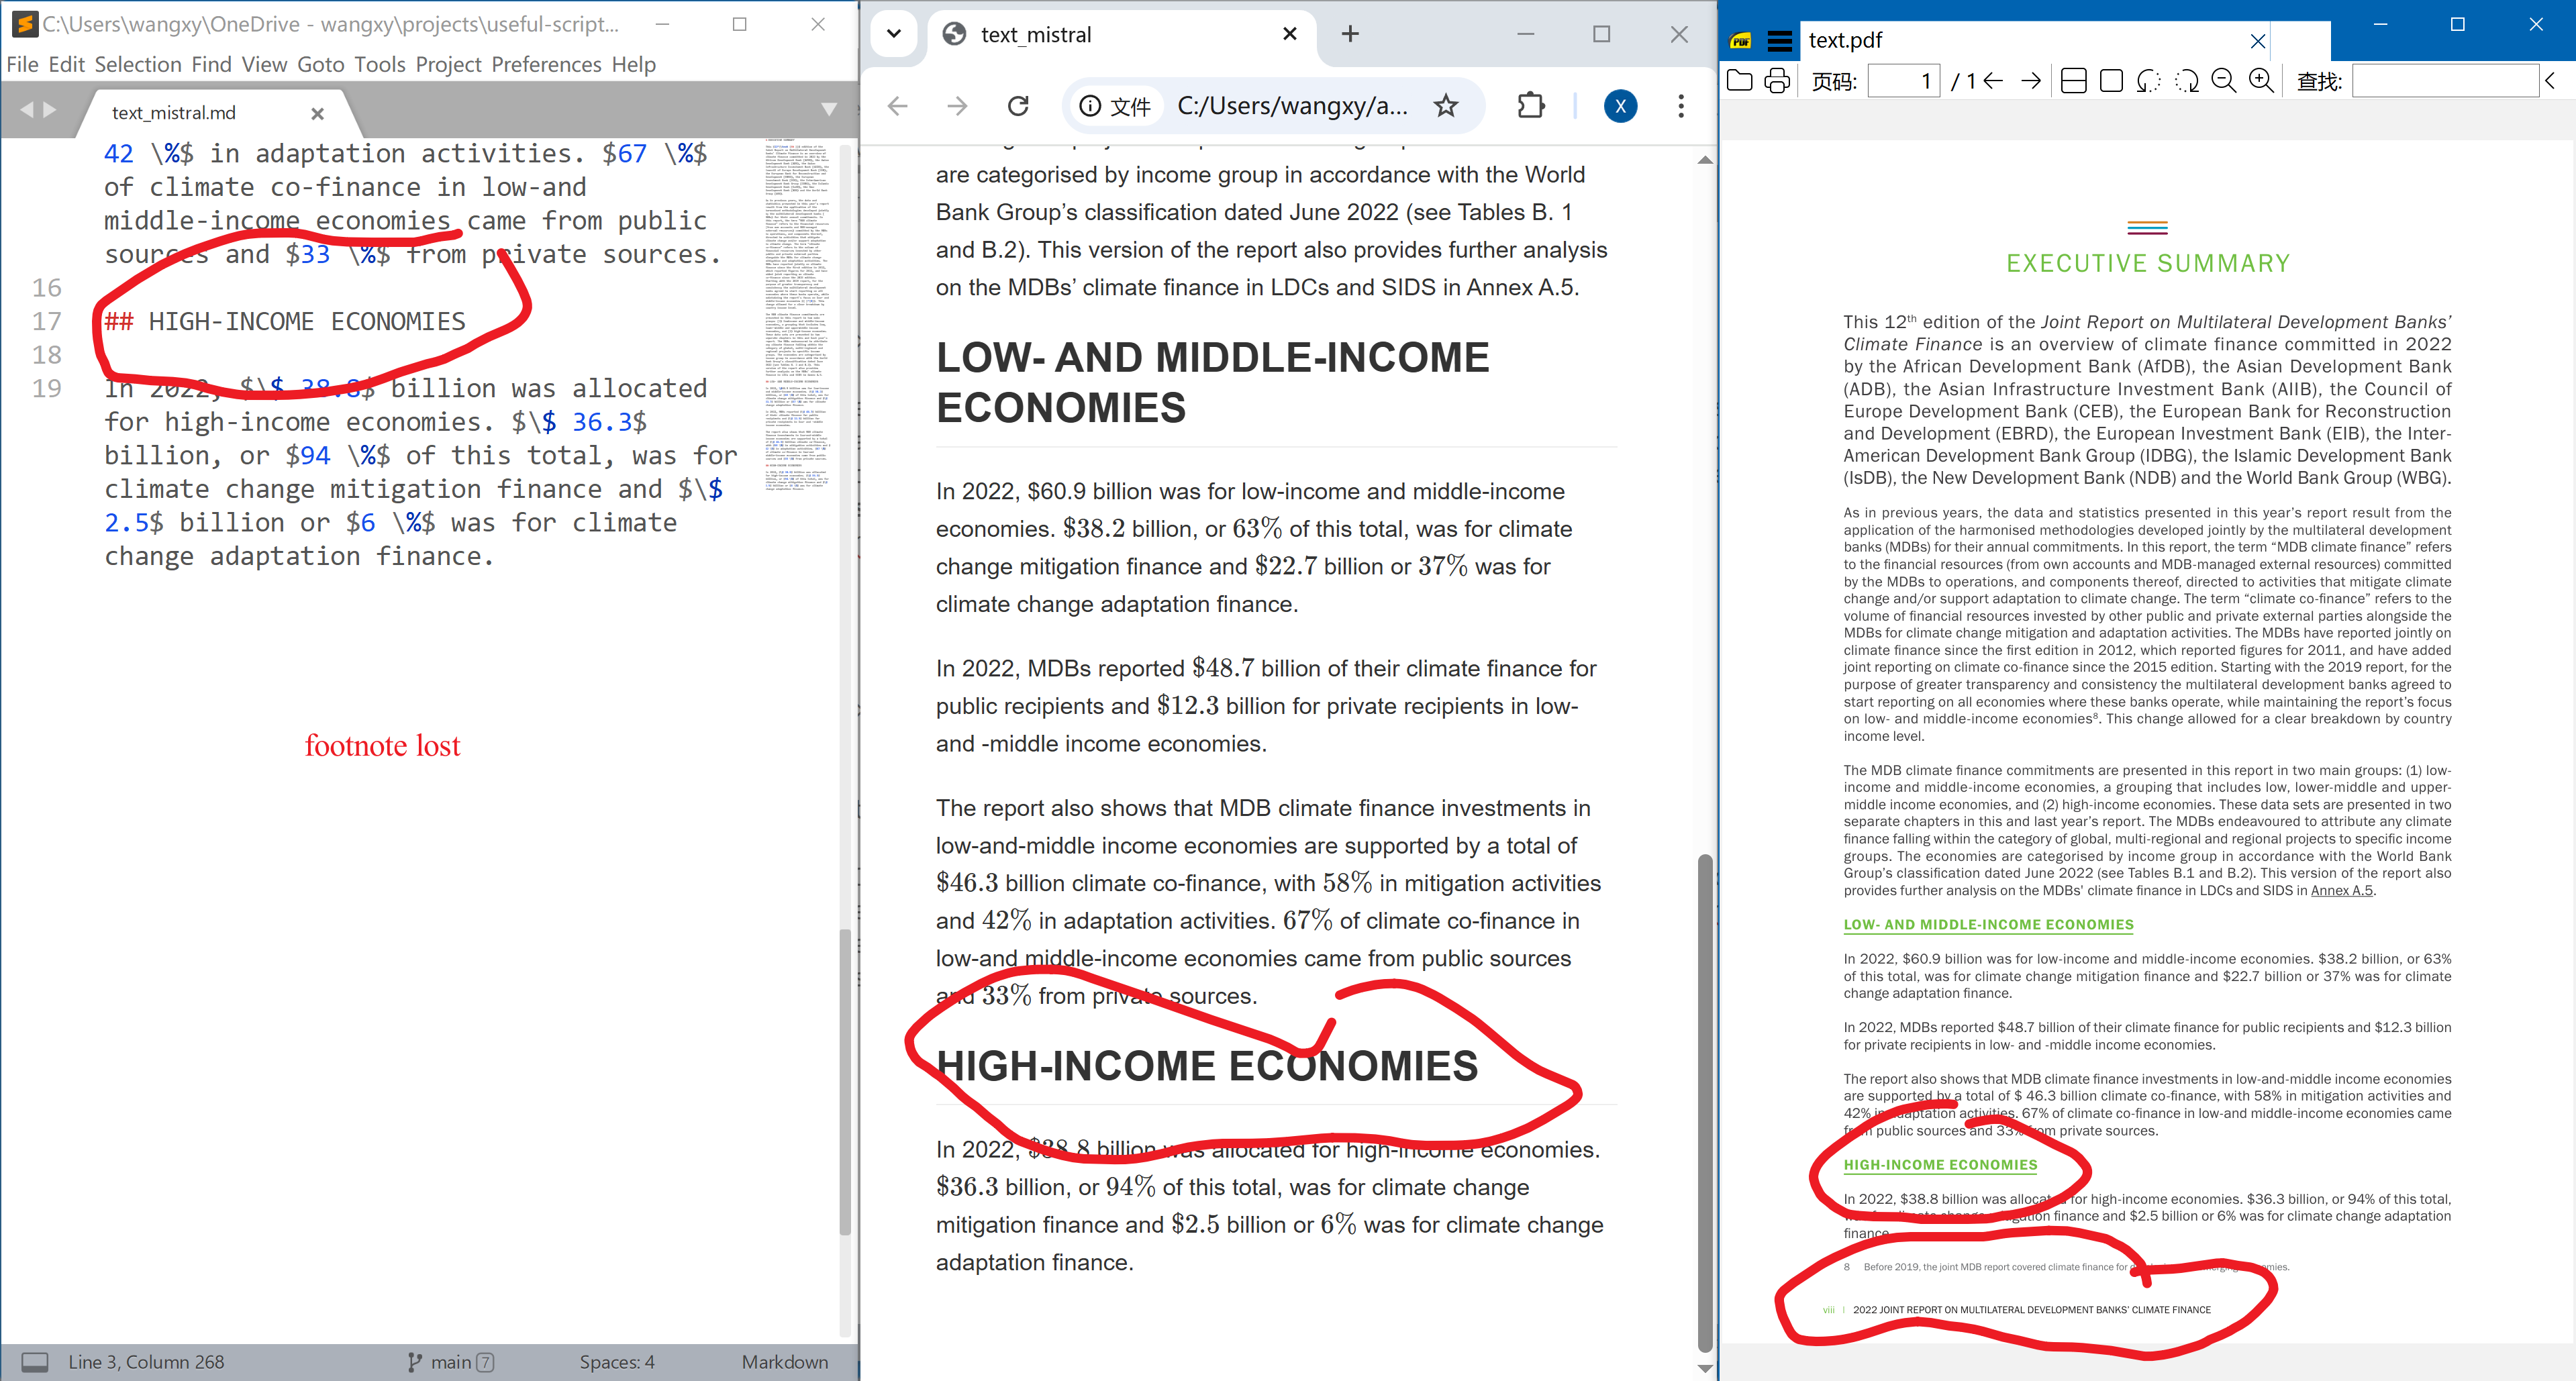 C:\Users\wangxy\OneDrive - wangxy\projects\useful-script...
File Edit Selection Find View Goto Tools Project Preferences Help
text_mistral.md
42 \%$ in adaptation activities. $67 \%$
of climate co-finance in low-and
middle-income economies came from public
sources and $33 \%$ from private sources.
16
17 ## HIGH-INCOME ECONOMIES
18
19 In 2022, $\$ 38.8$ billion was allocated
for high-income economies. $\$ 36.3$
billion, or $94 \%$ of this total, was for
climate change mitigation finance and $\$
2.5$ billion or $6 \%$ was for climate
change adaptation finance.
footnote lost
Line 3, Column 268
main 7
Spaces: 4
Markdown
text_mistral
文件
C:/Users/wangxy/a...
X
are categorised by income group in accordance with the World
Bank Group’s classification dated June 2022 (see Tables B. 1
and B.2). This version of the report also provides further analysis
on the MDBs’ climate finance in LDCs and SIDS in Annex A.5.
LOW- AND MIDDLE-INCOME
ECONOMIES
In 2022, $60.9 billion was for low-income and middle-income
economies. $38.2 billion, or 63% of this total, was for climate
change mitigation finance and $22.7 billion or 37% was for
climate change adaptation finance.
In 2022, MDBs reported $48.7 billion of their climate finance for
public recipients and $12.3 billion for private recipients in low-
and -middle income economies.
The report also shows that MDB climate finance investments in
low-and-middle income economies are supported by a total of
$46.3 billion climate co-finance, with 58% in mitigation activities
and 42% in adaptation activities. 67% of climate co-finance in
low-and middle-income economies came from public sources
and 33% from private sources.
HIGH-INCOME ECONOMIES
In 2022, $38.8 billion was allocated for high-income economies.
$36.3 billion, or 94% of this total, was for climate change
mitigation finance and $2.5 billion or 6% was for climate change
adaptation finance.
PDF
text.pdf
页码: 1 / 1
查找:
EXECUTIVE SUMMARY
This 12th edition of the Joint Report on Multilateral Development Banks’
Climate Finance is an overview of climate finance committed in 2022
by the African Development Bank (AfDB), the Asian Development Bank
(ADB), the Asian Infrastructure Investment Bank (AIIB), the Council of
Europe Development Bank (CEB), the European Bank for Reconstruction
and Development (EBRD), the European Investment Bank (EIB), the Inter-
American Development Bank Group (IDBG), the Islamic Development Bank
(IsDB), the New Development Bank (NDB) and the World Bank Group (WBG).
As in previous years, the data and statistics presented in this year’s report result from the
application of the harmonised methodologies developed jointly by the multilateral development
banks (MDBs) for their annual commitments. In this report, the term “MDB climate finance” refers
to the financial resources (from own accounts and MDB-managed external resources) committed
by the MDBs to operations, and components thereof, directed to activities that mitigate climate
change and/or support adaptation to climate change. The term “climate co-finance” refers to the
volume of financial resources invested by other public and private external parties alongside the
MDBs for climate change mitigation and adaptation activities. The MDBs have reported jointly on
climate finance since the first edition in 2012, which reported figures for 2011, and have added
joint reporting on climate co-finance since the 2015 edition. Starting with the 2019 report, for the
purpose of greater transparency and consistency the multilateral development banks agreed to
start reporting on all economies where these banks operate, while maintaining the report’s focus
on low- and middle-income economies8. This change allowed for a clear breakdown by country
income level.
The MDB climate finance commitments are presented in this report in two main groups: (1) low-
income and middle-income economies, a grouping that includes low, lower-middle and upper-
middle income economies, and (2) high-income economies. These data sets are presented in two
separate chapters in this and last year’s report. The MDBs endeavoured to attribute any climate
finance falling within the category of global, multi-regional and regional projects to specific income
groups. The economies are categorised by income group in accordance with the World Bank
Group’s classification dated June 2022 (see Tables B.1 and B.2). This version of the report also
provides further analysis on the MDBs’ climate finance in LDCs and SIDS in Annex A.5.
LOW- AND MIDDLE-INCOME ECONOMIES
In 2022, $60.9 billion was for low-income and middle-income economies. $38.2 billion, or 63%
of this total, was for climate change mitigation finance and $22.7 billion or 37% was for climate
change adaptation finance.
In 2022, MDBs reported $48.7 billion of their climate finance for public recipients and $12.3 billion
for private recipients in low- and -middle income economies.
The report also shows that MDB climate finance investments in low-and-middle income economies
are supported by a total of $ 46.3 billion climate co-finance, with 58% in mitigation activities and
42% in adaptation activities. 67% of climate co-finance in low-and middle-income economies came
from public sources and 33% from private sources.
HIGH-INCOME ECONOMIES
In 2022, $38.8 billion was allocated for high-income economies. $36.3 billion, or 94% of this total,
was for climate change mitigation finance and $2.5 billion or 6% was for climate change adaptation
finance.
8 Before 2019, the joint MDB report covered climate finance for
viii | 2022 JOINT REPORT ON MULTILATERAL DEVELOPMENT BANKS’ CLIMATE FINANCE